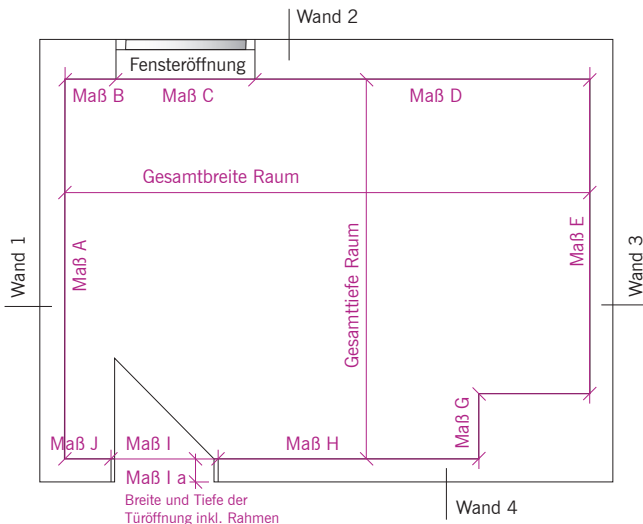 Wand 2
Fensteröffnung
Maß B
Maß C
Maß D
Gesamtbreite Raum
Wand 1
Maß A
Gesamttiefe Raum
Maß E
Wand 3
Maß G
Maß J
Maß I
Maß H
Maß I a
Breite und Tiefe der
Türöffnung inkl. Rahmen
Wand 4